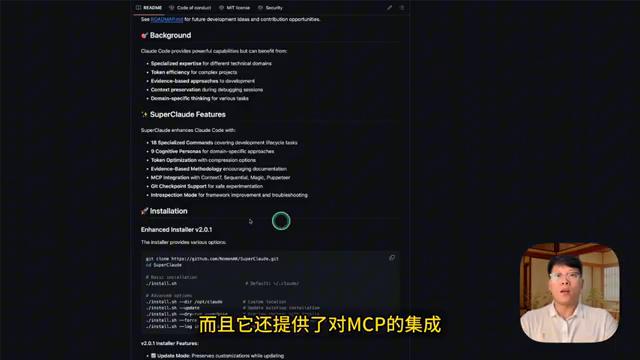 README
Code of conduct
MIT license
Security
See ROADMAP.md for future development ideas and contribution opportunities.
🎯 Background
Claude Code provides powerful capabilities but can benefit from:
• Specialized expertise for different technical domains
• Token efficiency for complex projects
• Evidence-based approaches to development
• Context preservation during debugging sessions
• Domain-specific thinking for various tasks
✨ SuperClaude Features
SuperClaude enhances Claude Code with:
• 18 Specialized Commands covering development lifecycle tasks
• 9 Cognitive Personas for domain-specific approaches
• Token Optimization with compression options
• Evidence-Based Methodology encouraging documentation
• MCP Integration with Context7, Sequential, Magic, Puppeteer
• Git Checkpoint Support for safe experimentation
• Introspection Mode for framework improvement and troubleshooting
🚀 Installation
Enhanced Installer v2.0.1
The installer provides various options:
git clone https://github.com/NomenAK/SuperClaude.git
cd SuperClaude
# Basic installation
./install.sh # Default: ~/.claude/
# Advanced options
./install.sh --dir /opt/claude # Custom location
./install.sh --update # Update existing installation
./install.sh
./install.sh --force
./install.sh --log
而且它还提供了对MCP的集成
v2.0.1 Installer Features:
• Update Mode: Preserves customizations while updating